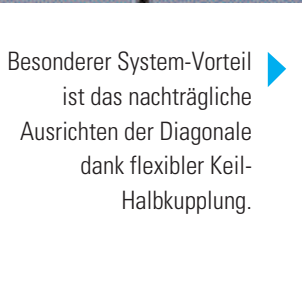 Besonderer System-Vorteil
ist das nachträgliche
Ausrichten der Diagonale
dank flexibler Keil-
Halbkupplung.